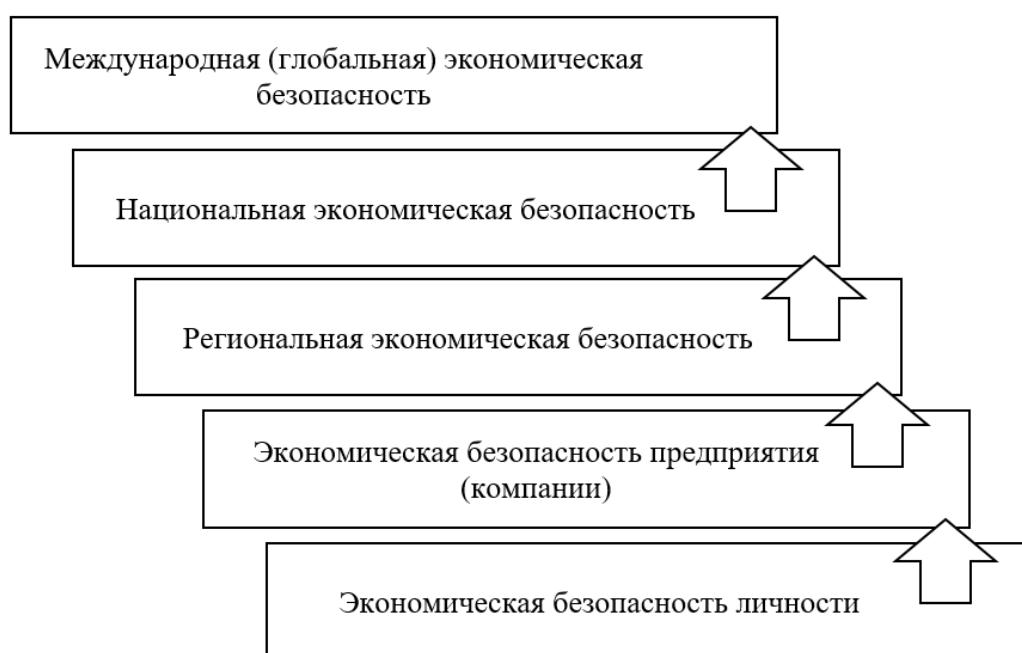 Международная (глобальная) экономическая
безопасность
Национальная экономическая безопасность
Региональная экономическая безопасность
Экономическая безопасность предприятия
(компании)
Экономическая безопасность личности